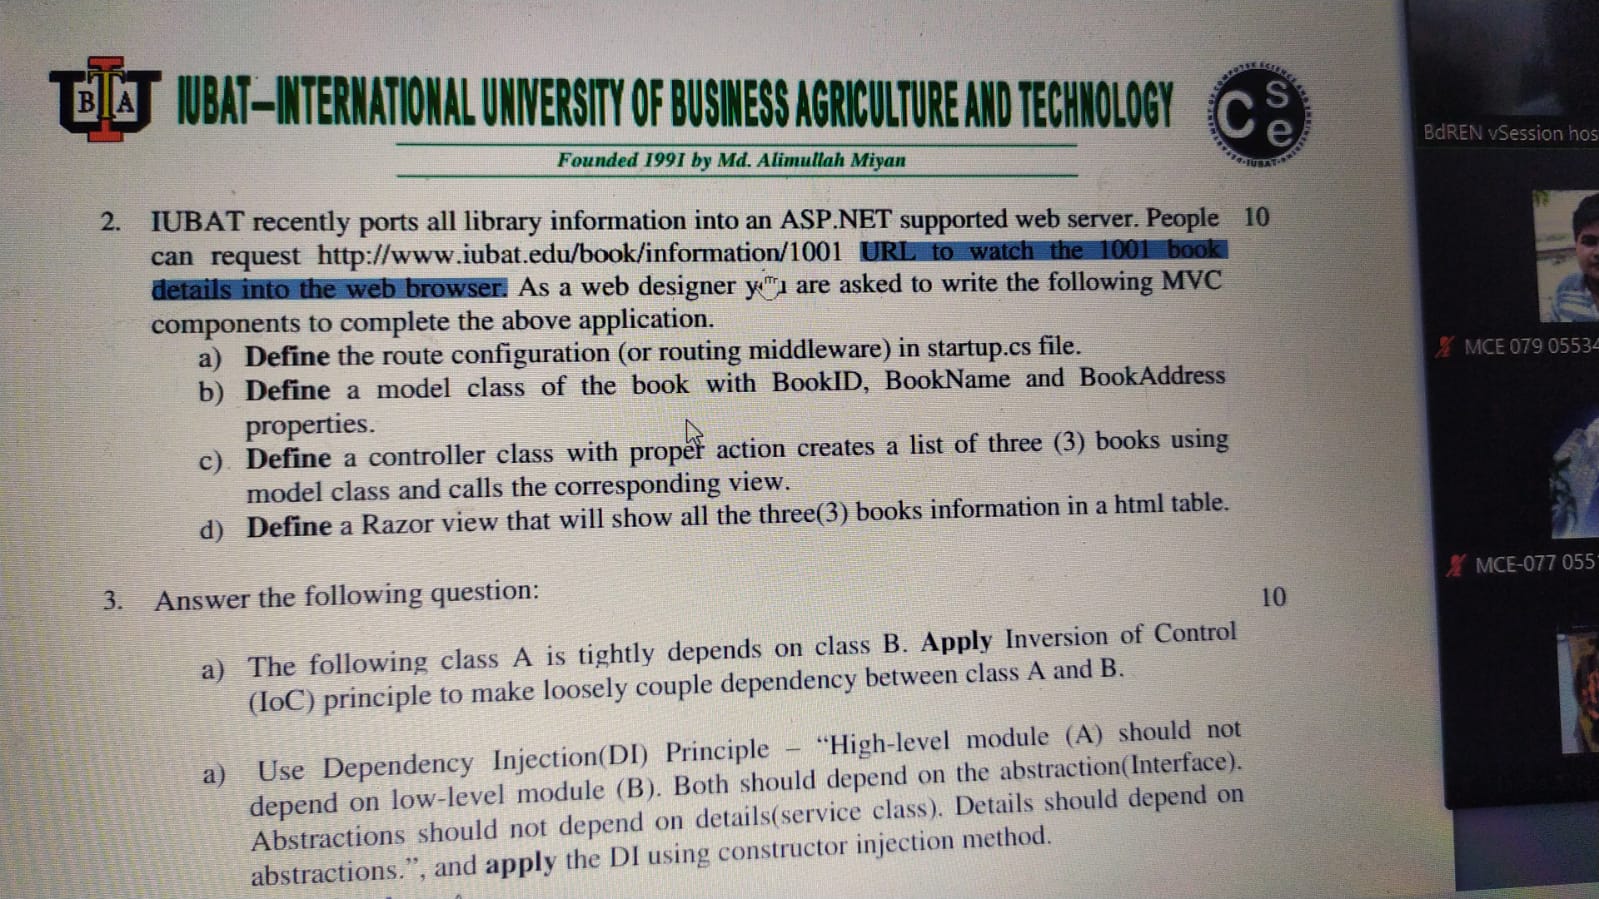 B I A
IUBAT–INTERNATIONAL UNIVERSITY OF BUSINESS AGRICULTURE AND TECHNOLOGY
Founded 1991 by Md. Alimullah Miyan
C S e
IUBAT
BdREN vSession hos
2. IUBAT recently ports all library information into an ASP.NET supported web server. People 10
can request http://www.iubat.edu/book/information/1001 URL to watch the 1001 book
details into the web browser. As a web designer you are asked to write the following MVC
components to complete the above application.
a) Define the route configuration (or routing middleware) in startup.cs file.
b) Define a model class of the book with BookID, BookName and BookAddress
properties.
c) Define a controller class with proper action creates a list of three (3) books using
model class and calls the corresponding view.
d) Define a Razor view that will show all the three(3) books information in a html table.
3. Answer the following question: 10
a) The following class A is tightly depends on class B. Apply Inversion of Control
(IoC) principle to make loosely couple dependency between class A and B.
a) Use Dependency Injection(DI) Principle – “High-level module (A) should not
depend on low-level module (B). Both should depend on the abstraction(Interface).
Abstractions should not depend on details(service class). Details should depend on
abstractions.”, and apply the DI using constructor injection method.
MCE 079 05534
MCE-077 055